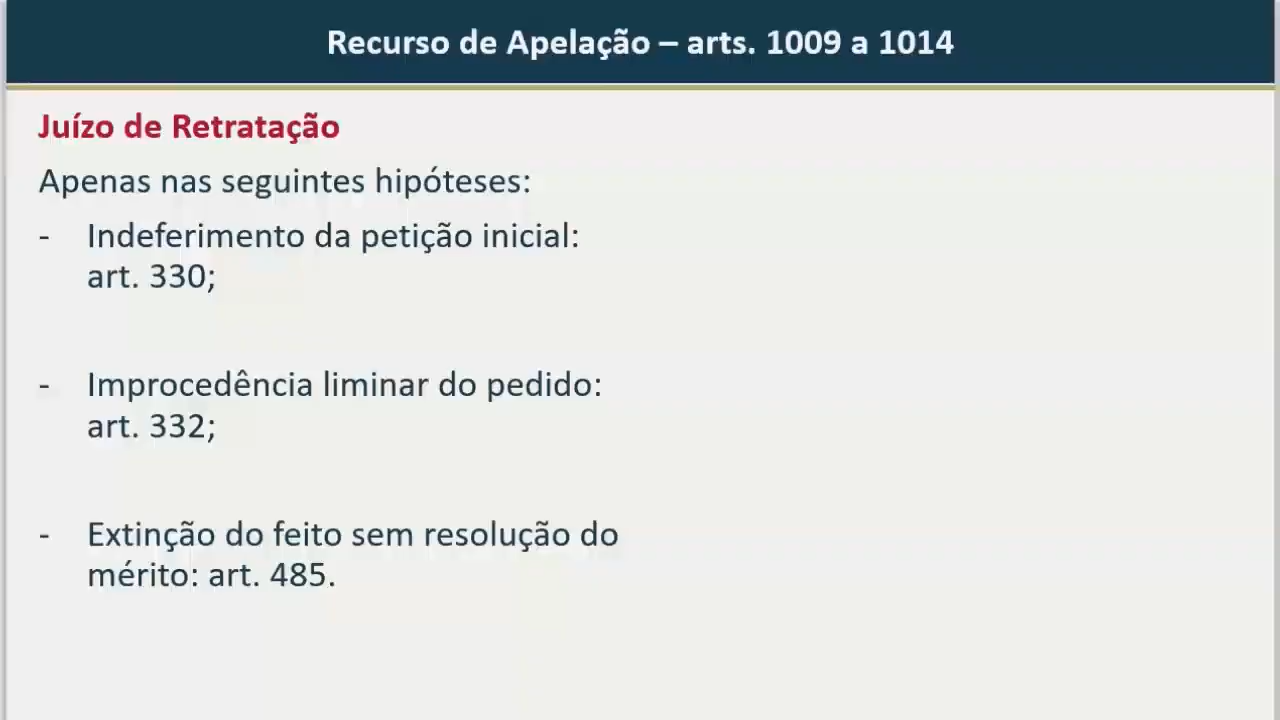 Recurso de Apelação – arts. 1009 a 1014
Juízo de Retratação
Apenas nas seguintes hipóteses:
- Indeferimento da petição inicial:
art. 330;
- Improcedência liminar do pedido:
art. 332;
- Extinção do feito sem resolução do
mérito: art. 485.